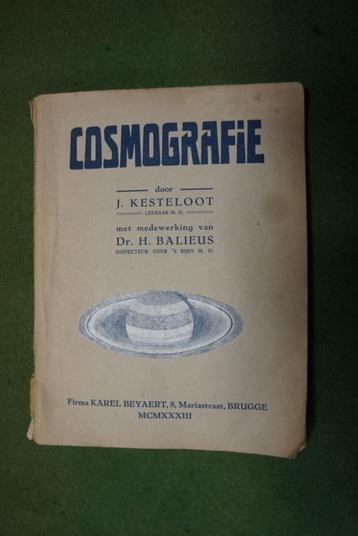 COSMOGRAFIE
door
J. KESTELOOT
LEERAAR M. O.
met medewerking van
Dr. H. BALIEUS
INSPECTEUR OVER 'S RIJKS M. O.
Firma KAREL BEYAERT, 8, Mariastraat, BRUGGE
MCMXXXIII